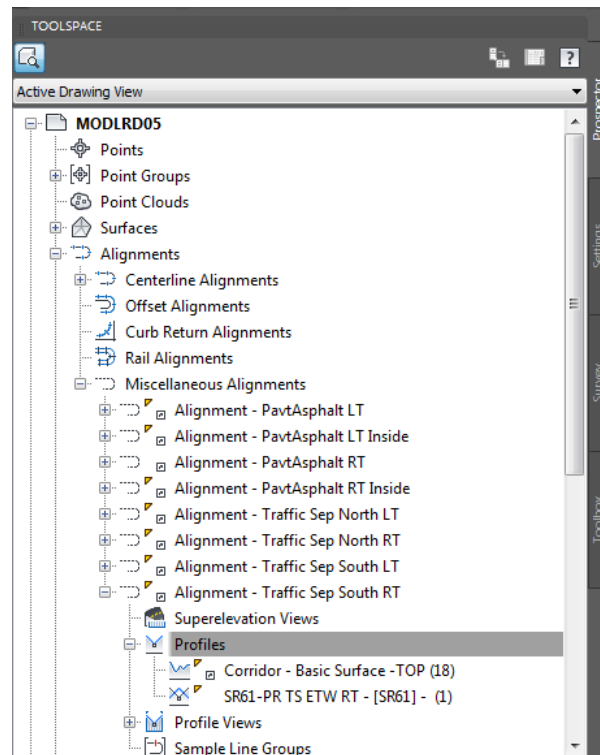 TOOLSPACE
?
Active Drawing View
MODLRD05
Points
Point Groups
Point Clouds
Surfaces
Alignments
Centerline Alignments
Offset Alignments
Curb Return Alignments
Rail Alignments
Miscellaneous Alignments
Alignment - PavtAsphalt LT
Alignment - PavtAsphalt LT Inside
Alignment - PavtAsphalt RT
Alignment - PavtAsphalt RT Inside
Alignment - Traffic Sep North LT
Alignment - Traffic Sep North RT
Alignment - Traffic Sep South LT
Alignment - Traffic Sep South RT
Superelevation Views
Profiles
Corridor - Basic Surface -TOP (18)
SR61-PR TS ETW RT - [SR61] - (1)
Profile Views
Sample Line Groups
Prospector
Settings
Survey
Toolbox